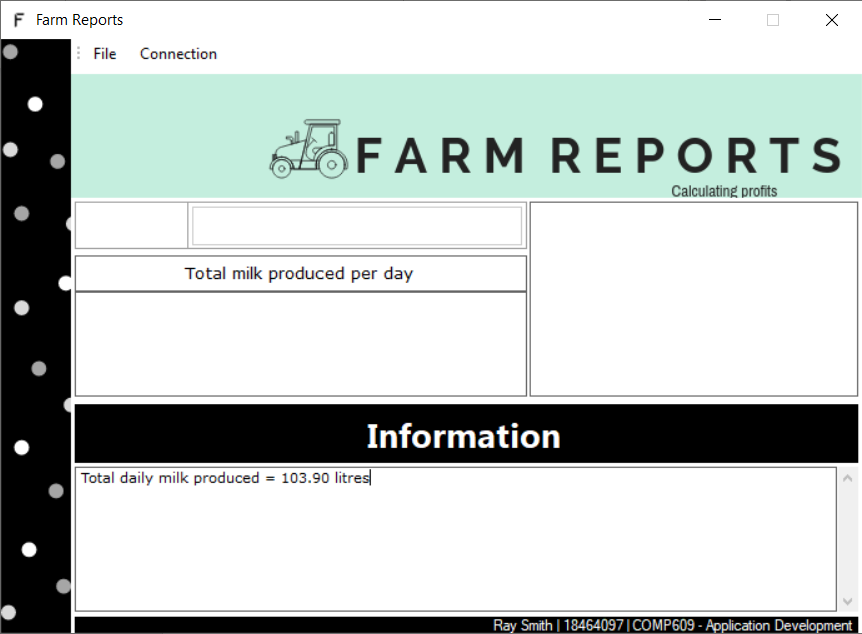 F Farm Reports
File Connection
FARM REPORTS
Calculating profits
Total milk produced per day
Information
Total daily milk produced = 103.90 litres
Ray Smith | 18464097 | COMP609 - Application Development